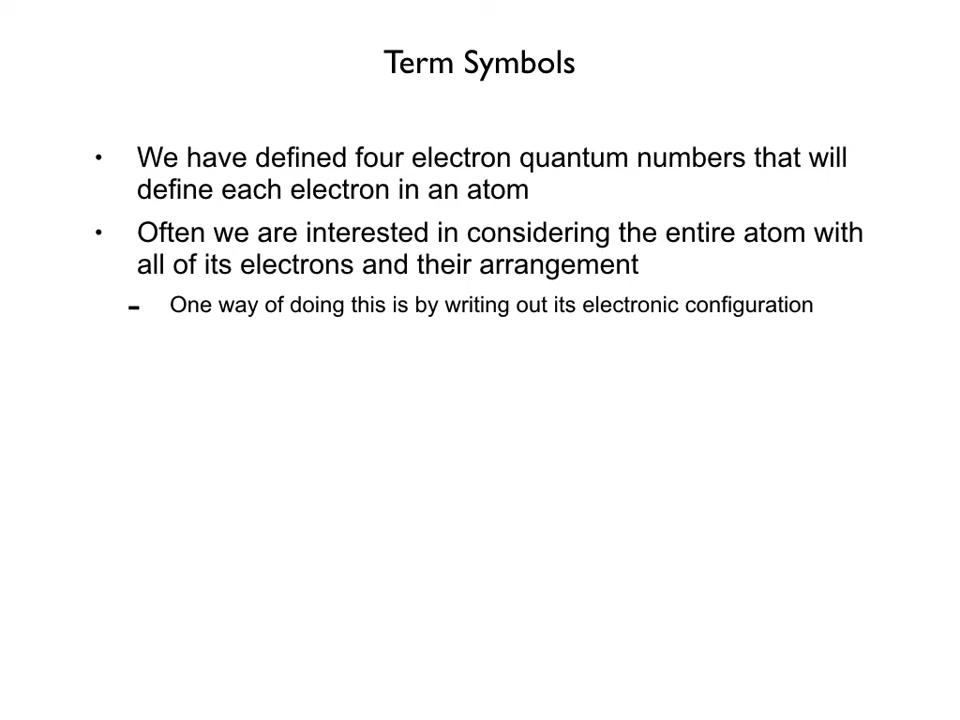 Term Symbols
• We have defined four electron quantum numbers that will
define each electron in an atom
• Often we are interested in considering the entire atom with
all of its electrons and their arrangement
- One way of doing this is by writing out its electronic configuration